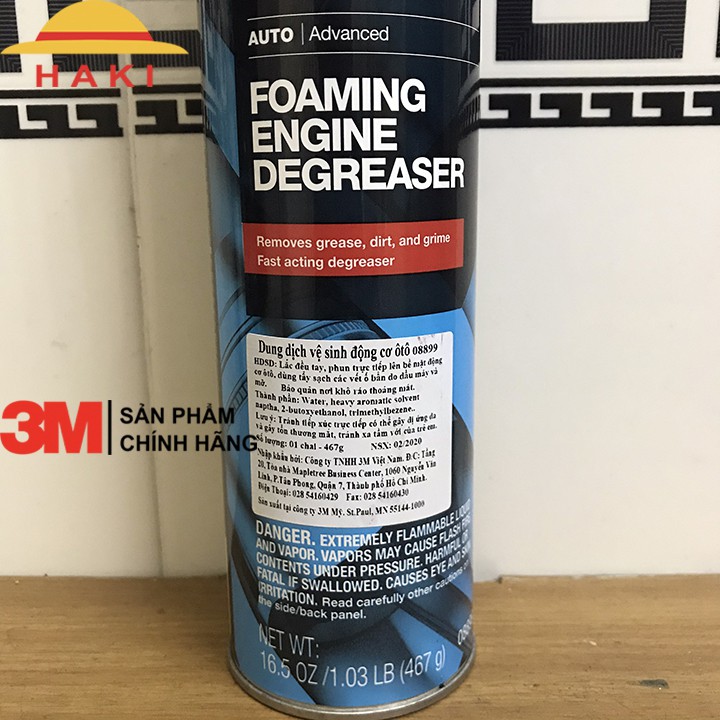 HAKI
AUTO | Advanced
FOAMING
ENGINE
DEGREASER
Removes grease, dirt, and grime
Fast acting degreaser
3M SẢN PHẨM
CHÍNH HÃNG
Dung dịch vệ sinh động cơ ôtô 08899
HDSD: Lắc đều tay, phun trực tiếp lên bề mặt động
cơ ôtô. dùng tẩy sạch các vết ố bẩn do dầu máy và
mỡ. Bảo quản nơi khô ráo thoáng mát.
Thành phần: Water, heavy aromatic solvent
naptha, 2-butoxyethanol, trimethylbezene..
Lưu ý: Tránh tiếp xúc trực tiếp có thể gây dị ứng da
và gây tổn thương mắt, tránh xa tầm với của trẻ em.
Số lượng: 01 chai - 467g NSX: 02/2020
Nhập khẩu bởi: Công ty TNHH 3M Việt Nam. Đ.C: Tầng
20, Tòa nhà Mapletree Business Center, 1060 Nguyễn Văn
Linh, P.Tân Phong, Quận 7, Thành phố Hồ Chí Minh.
Điện Thoại: 028 54160429 Fax: 028 54160430
Sản suất tại công ty 3M Mỹ. St.Paul, MN 55144-1000
DANGER. EXTREMELY FLAMMABLE LIQUID
AND VAPOR. VAPORS MAY CAUSE FLASH FIRE.
CONTENTS UNDER PRESSURE. HARMFUL OR
FATAL IF SWALLOWED. CAUSES EYE AND SKIN
IRRITATION. Read carefully other cautions on
the side/back panel.
NET WT:
16.5 OZ /1.03 LB (467 g)